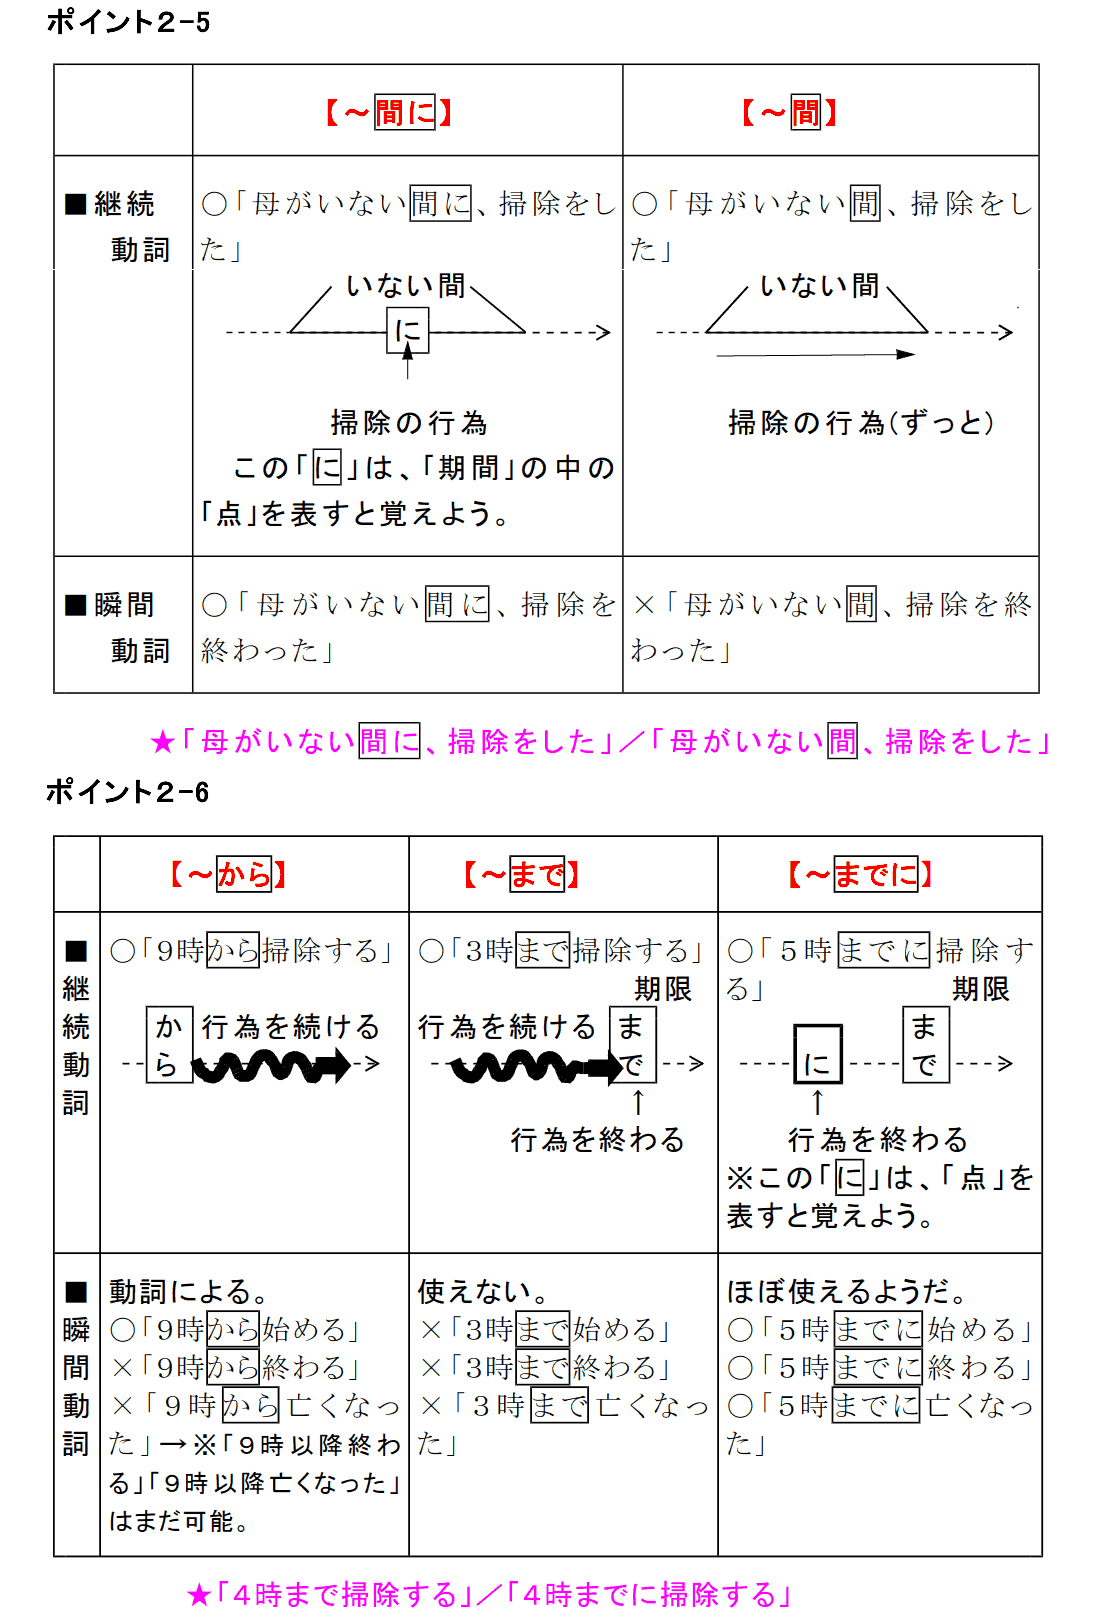 ポイント2-5
【～間に】
【～間】
■継続
動詞
○「母がいない間に、掃除をし
た」
いない間
に
掃除の行為
この「に」は、「期間」の中の
「点」を表すと覚えよう。
○「母がいない間、掃除をし
た」
いない間
掃除の行為(ずっと)
■瞬間
動詞
○「母がいない間に、掃除を
終わった」
×「母がいない間、掃除を終
わった」
★「母がいない間に、掃除をした」／「母がいない間、掃除をした」
ポイント2-6
【～から】
【～まで】
【～までに】
■継続動詞
○「9時から掃除する」
から
行為を続ける
○「3時まで掃除する」
期限
行為を続ける
まで
↑
行為を終わる
○「5時までに掃除す
る」
期限
に
まで
↑
行為を終わる
※この「に」は、「点」を
表すと覚えよう。
■瞬間動詞
動詞による。
○「9時から始める」
×「9時から終わる」
×「9時から亡くなっ
た」→※「9時以降終わ
る」「9時以降亡くなった」
はまだ可能。
使えない。
×「3時まで始める」
×「3時まで終わる」
×「3時まで亡くなっ
た」
ほぼ使えるようだ。
○「5時までに始める」
○「5時までに終わる」
○「5時までに亡くなっ
た」
★「4時まで掃除する」／「4時までに掃除する」